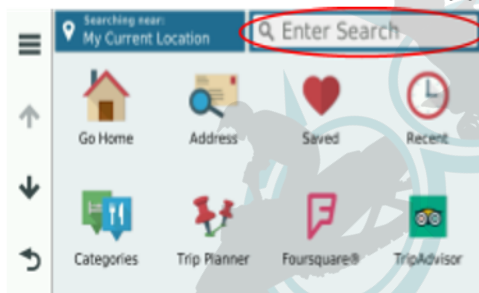 Searching near:
My Current Location
Enter Search
Go Home
Address
Saved
Recent
Categories
Trip Planner
Foursquare®
TripAdvisor